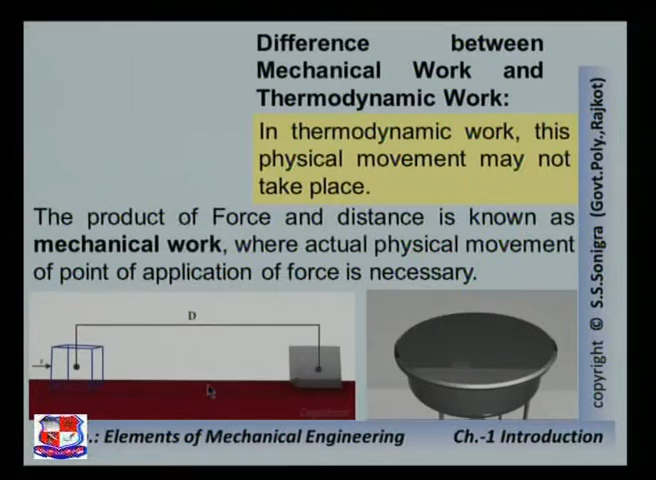 Difference between
Mechanical Work and
Thermodynamic Work:
In thermodynamic work, this
physical movement may not
take place.
The product of Force and distance is known as
mechanical work, where actual physical movement
of point of application of force is necessary.
D
.: Elements of Mechanical Engineering
Ch.-1 Introduction
copyright © S.S.Sonigra (Govt.Poly.,Rajkot)